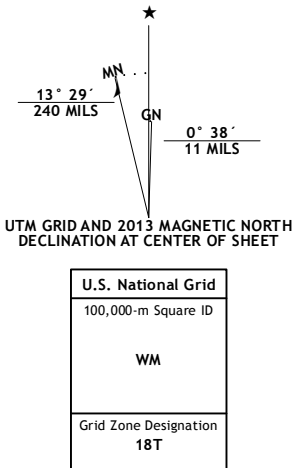 MN
GN
13° 29´
240 MILS
0° 38´
11 MILS
UTM GRID AND 2013 MAGNETIC NORTH
DECLINATION AT CENTER OF SHEET
U.S. National Grid
100,000-m Square ID
WM
Grid Zone Designation
18T